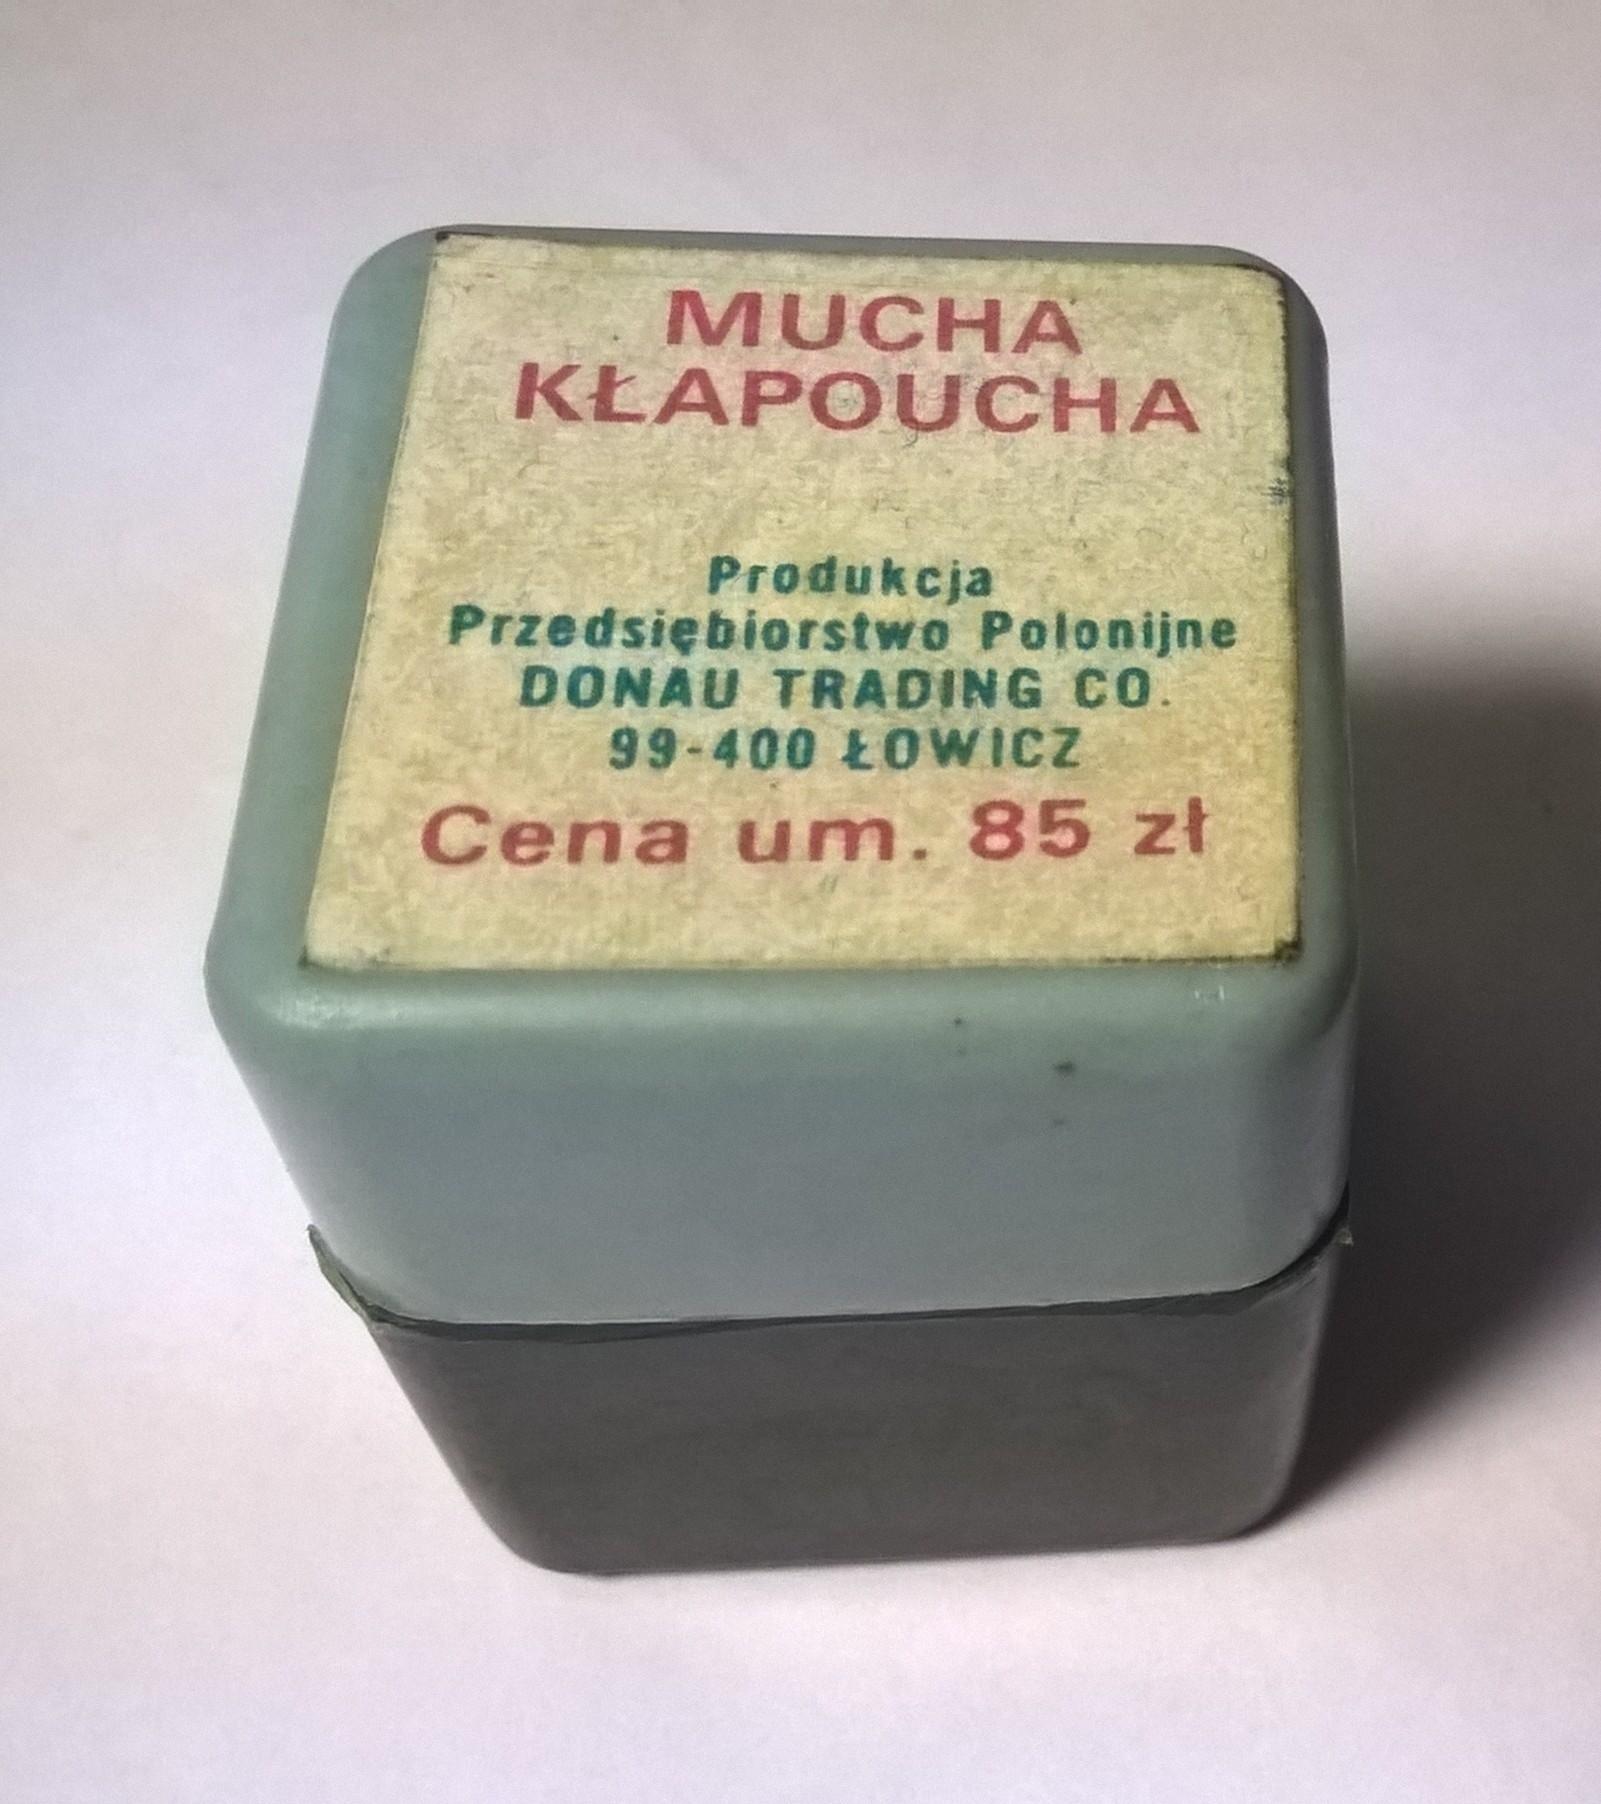 MUCHA
KŁAPOUCHA
Produkcja
Przedsiębiorstwo Polonijne
DONAU TRADING CO.
99-400 ŁOWICZ
Cena um. 85 zł